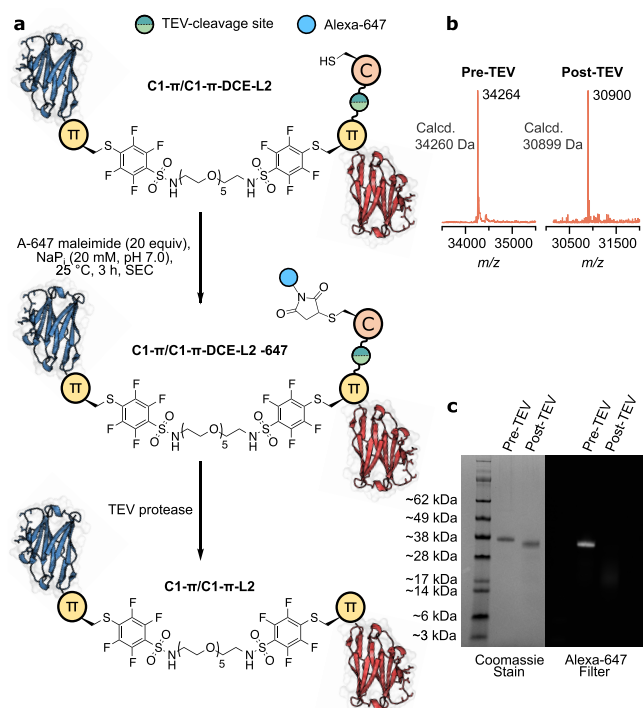 a
TEV-cleavage site
Alexa-647
b
C1-π/C1-π-DCE-L2
HS
C
π
π
S
F
F
F
F
S
O
O
N
H
O
5
N
H
S
O
O
F
F
F
F
S
Pre-TEV
Post-TEV
34264
30900
Calcd.
34260 Da
Calcd.
30899 Da
34000
35000
30500
31500
m/z
m/z
A-647 maleimide (20 equiv),
NaPi (20 mM, pH 7.0),
25 °C, 3 h, SEC
N
O
O
S
C
C1-π/C1-π-DCE-L2 -647
π
π
S
F
F
F
F
S
O
O
N
H
O
5
N
H
S
O
O
F
F
F
F
S
TEV protease
C1-π/C1-π-L2
π
π
S
F
F
F
F
S
O
O
N
H
O
5
N
H
S
O
O
F
F
F
F
S
c
Pre-TEV
Post-TEV
Pre-TEV
Post-TEV
~62 kDa
~49 kDa
~38 kDa
~28 kDa
~17 kDa
~14 kDa
~6 kDa
~3 kDa
Coomassie
Stain
Alexa-647
Filter